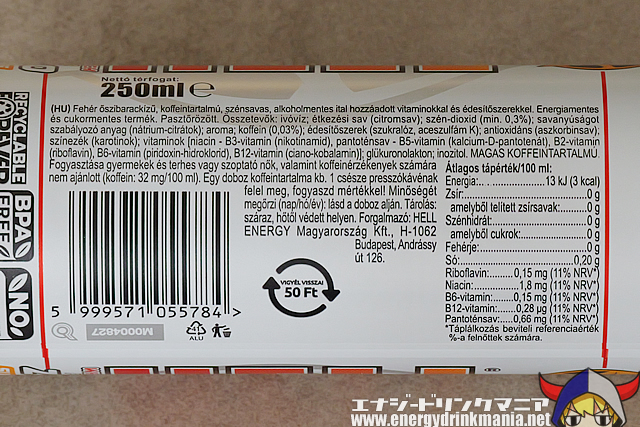 Nettó térfogat:
250ml ℮
(HU) Fehér őszibarackízű, koffeintartalmú, szénsavas, alkoholmentes ital hozzáadott vitaminokkal és édesítőszerekkel. Energiamentes
és cukormentes termék. Pasztőrözött. Összetevők: ivóvíz; étkezési sav (citromsav); szén-dioxid (min. 0,3%); savanyúságot
szabályozó anyag (nátrium-citrátok); aroma; koffein (0,03%); édesítőszerek (szukralóz, aceszulfám K); antioxidáns (aszkorbinsav);
színezék (karotinok); vitaminok [niacin - B3-vitamin (nikotinamid), pantoténsav - B5-vitamin (kalcium-D-pantotenát), B2-vitamin
(riboflavin), B6-vitamin (piridoxin-hidroklorid), B12-vitamin (ciano-kobalamin)]; glükuronolakton; inozitol. MAGAS KOFFEINTARTALMÚ.
Fogyasztása gyermekek és terhes vagy szoptató nők, valamint koffeinérzékenyek számára
nem ajánlott (koffein: 32 mg/100 ml). Egy doboz koffeintartalma kb. 1 csésze presszókávénak
felel meg, fogyaszd mértékkel! Minőségét
megőrzi (nap/hó/év): lásd a doboz alján. Tárolás:
száraz, hőtől védett helyen. Forgalmazó: HELL
ENERGY Magyarország Kft., H-1062
Budapest, Andrássy
út 126.
Átlagos tápérték/100 ml:
Energia:..............13 kJ (3 kcal)
Zsír:..............0 g
amelyből telített zsírsavak:..............0 g
Szénhidrát:..............0 g
amelyből cukrok:..............0 g
Fehérje:..............0 g
Só:..............0,20 g
Riboflavin:..........0,15 mg (11% NRV*)
Niacin:..............1,8 mg (11% NRV*)
B6-vitamin:.......0,15 mg (11% NRV*)
B12-vitamin:.....0,28 µg (11% NRV*)
Pantoténsav:.....0,66 mg (11% NRV*)
*Táplálkozás beviteli referenciaérték
%-a felnőttek számára.
VIGYÉL VISSZA!
50 Ft
5 999571 055784 >
M0004827
ALU
RECYCLABLE
BPA
FREE
NO
エナジードリンクマニア
www.energydrinkmania.net